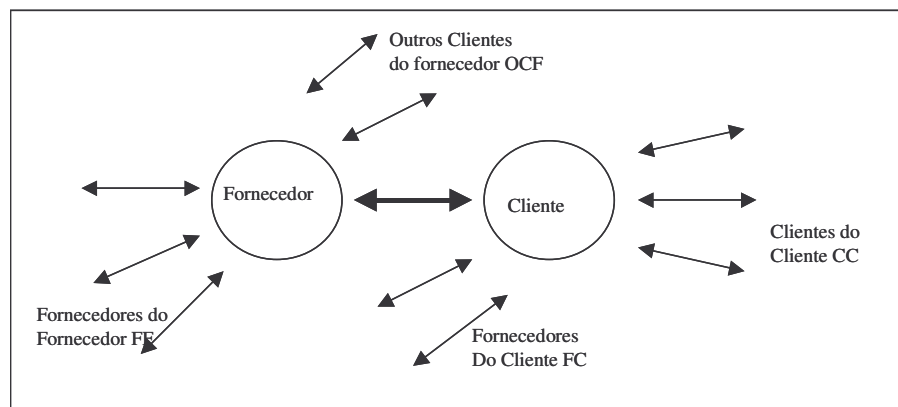 Outros Clientes
do fornecedor OCF
Fornecedor
Cliente
Clientes do
Cliente CC
Fornecedores do
Fornecedor FF
Fornecedores
Do Cliente FC